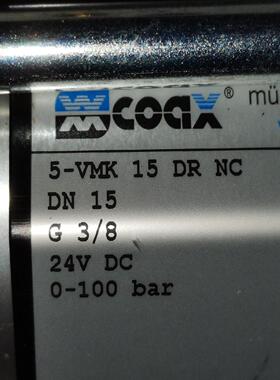 coax® mü
5-VMK 15 DR NC
DN 15
G 3/8
24V DC
0-100 bar